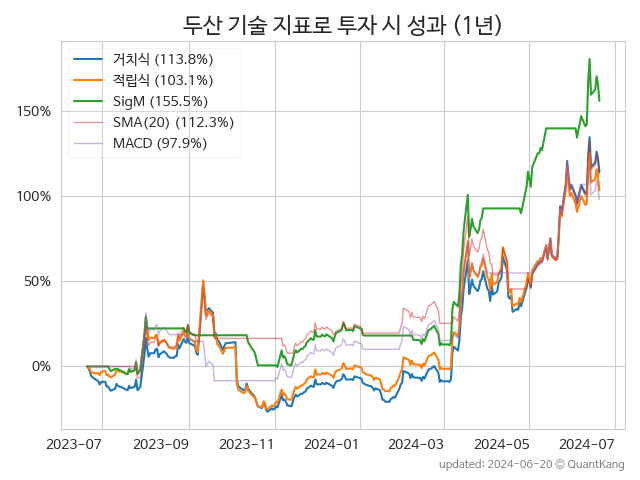 두산 기술 지표로 투자 시 성과 (1년)
거치식 (113.8%)
적립식 (103.1%)
SigM (155.5%)
SMA(20) (112.3%)
MACD (97.9%)
150%
100%
50%
0%
2023-07 2023-09 2023-11 2024-01 2024-03 2024-05 2024-07
updated: 2024-06-20 © QuantKang